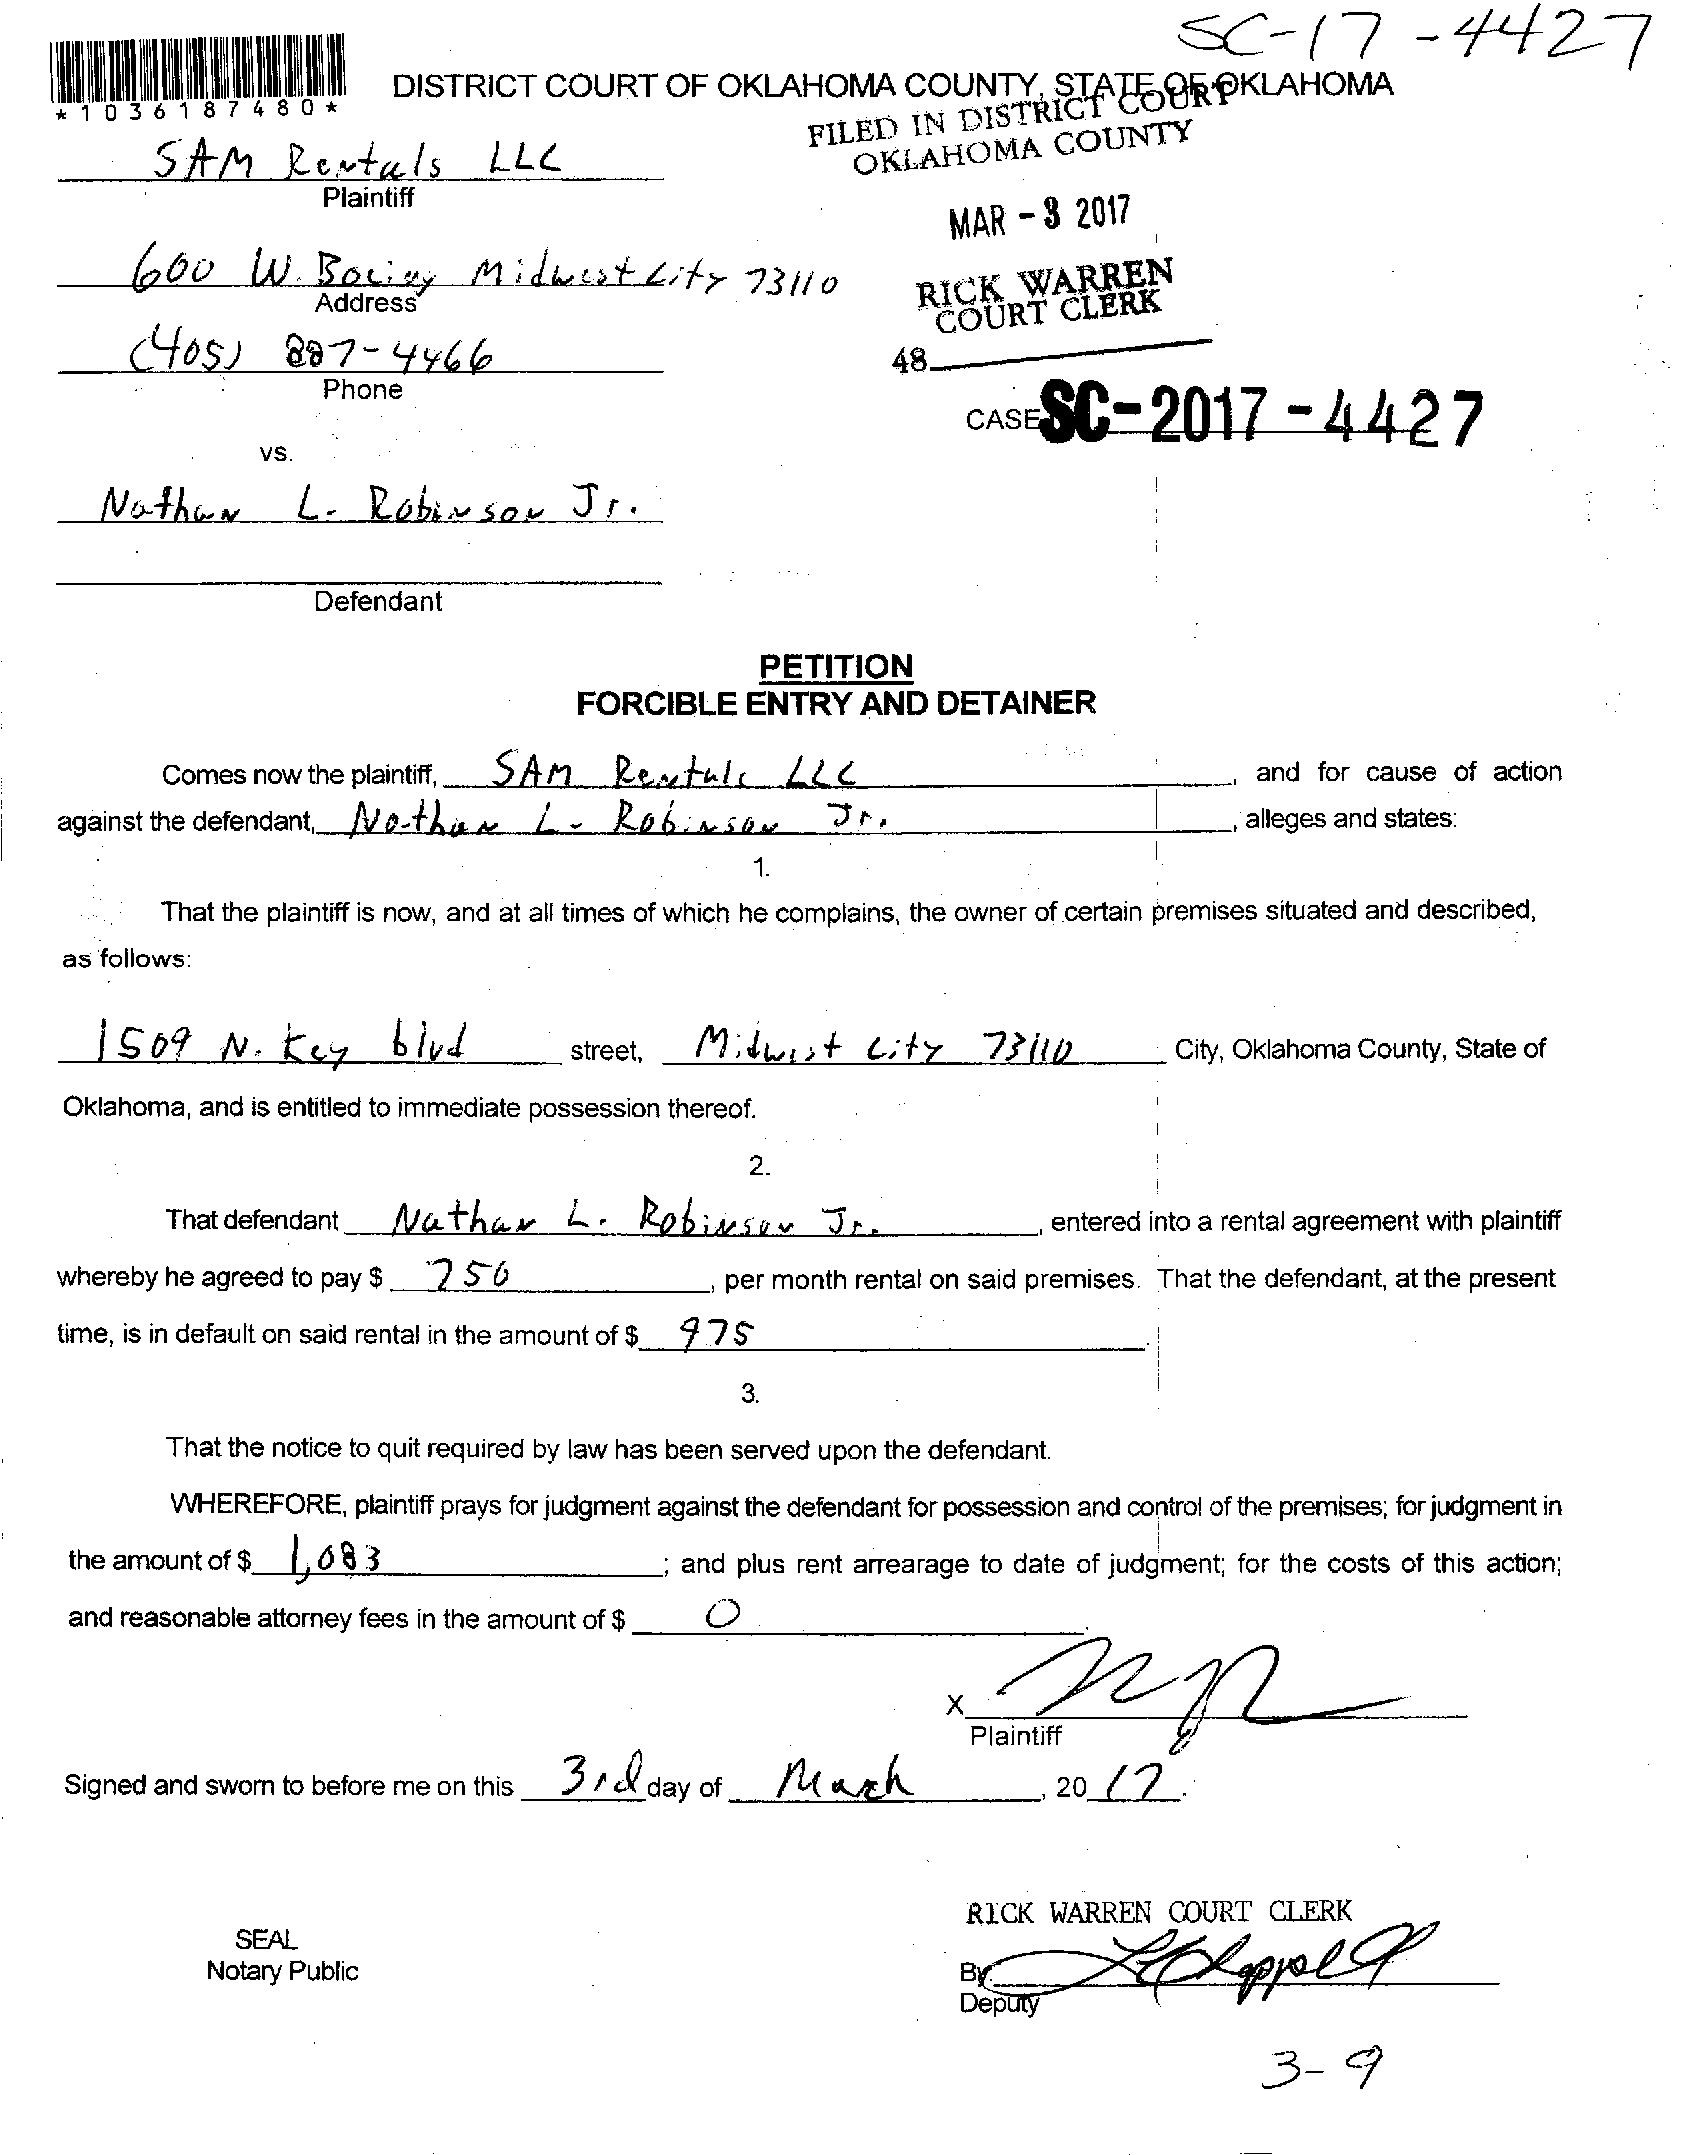 SC-17-4427
*1036187480*
DISTRICT COURT OF OKLAHOMA COUNTY, STATE OF OKLAHOMA
FILED IN DISTRICT COURT
OKLAHOMA COUNTY
SAM Rentals LLC
Plaintiff
MAR -3 2017
600 W. Boeing Midwest City 73110
Address
RICK WARREN
COURT CLERK
(405) 887-4466
Phone
48
CASE SC-2017-4427
vs.
Nathan L. Robinson Jr.
Defendant
PETITION
FORCIBLE ENTRY AND DETAINER
Comes now the plaintiff, SAM Rentals LLC, and for cause of action
against the defendant, Nathan L. Robinson Jr., alleges and states:
1.
That the plaintiff is now, and at all times of which he complains, the owner of certain premises situated and described,
as follows:
1509 N. Key blvd street, Midwest City 73110 City, Oklahoma County, State of
Oklahoma, and is entitled to immediate possession thereof.
2.
That defendant Nathan L. Robinson Jr., entered into a rental agreement with plaintiff
whereby he agreed to pay $ 750, per month rental on said premises. That the defendant, at the present
time, is in default on said rental in the amount of $ 975.
3.
That the notice to quit required by law has been served upon the defendant.
WHEREFORE, plaintiff prays for judgment against the defendant for possession and control of the premises; for judgment in
the amount of $ 1,083; and plus rent arrearage to date of judgment; for the costs of this action;
and reasonable attorney fees in the amount of $ 0.
X
Plaintiff
Signed and sworn to before me on this 3rd day of March, 20 17.
RICK WARREN COURT CLERK
SEAL
Notary Public
By:
Deputy
3-9